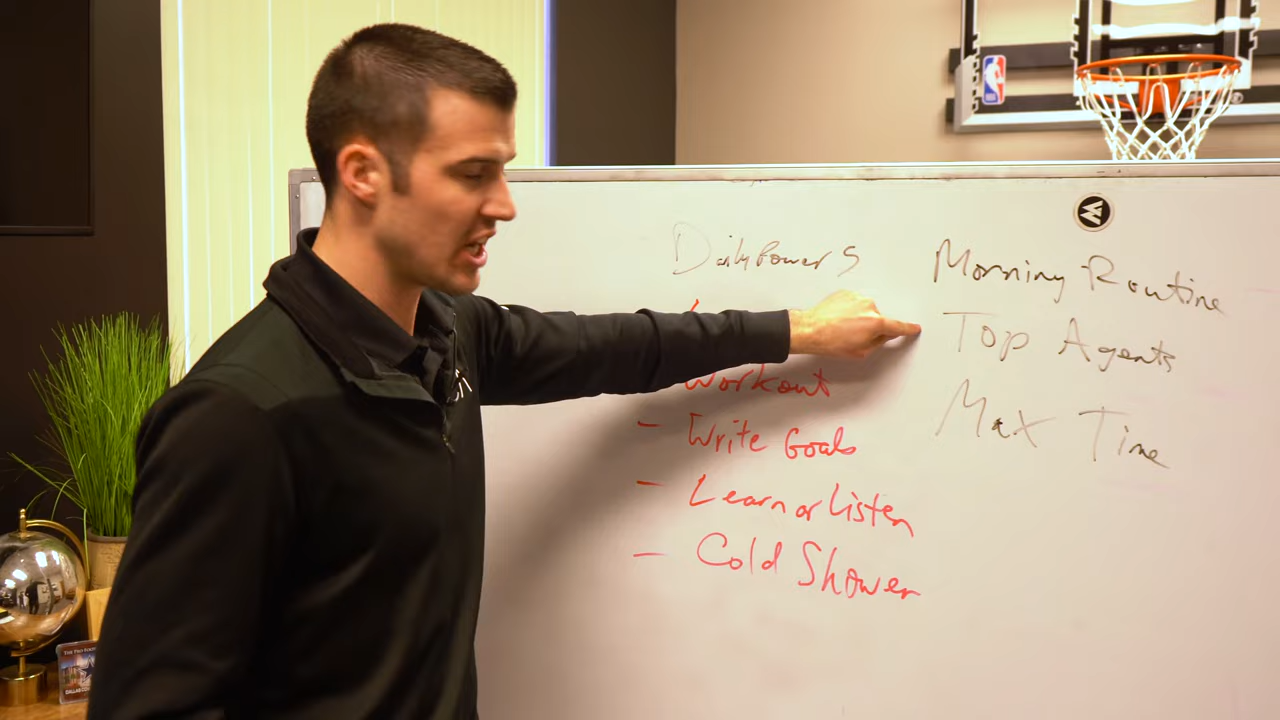 Daily Power 5
Workout
- Write Goals
- Learn or Listen
- Cold Shower
Morning Routine
Top Agents
Max Time